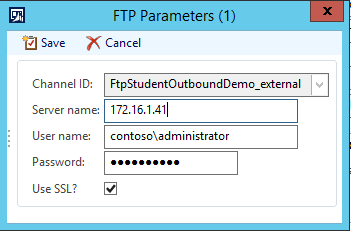 FTP Parameters (1)
Save Cancel
Channel ID: FtpStudentOutboundDemo_external
Server name: 172.16.1.41
User name: contoso\administrator
Password: ●●●●●●●●●●
Use SSL?